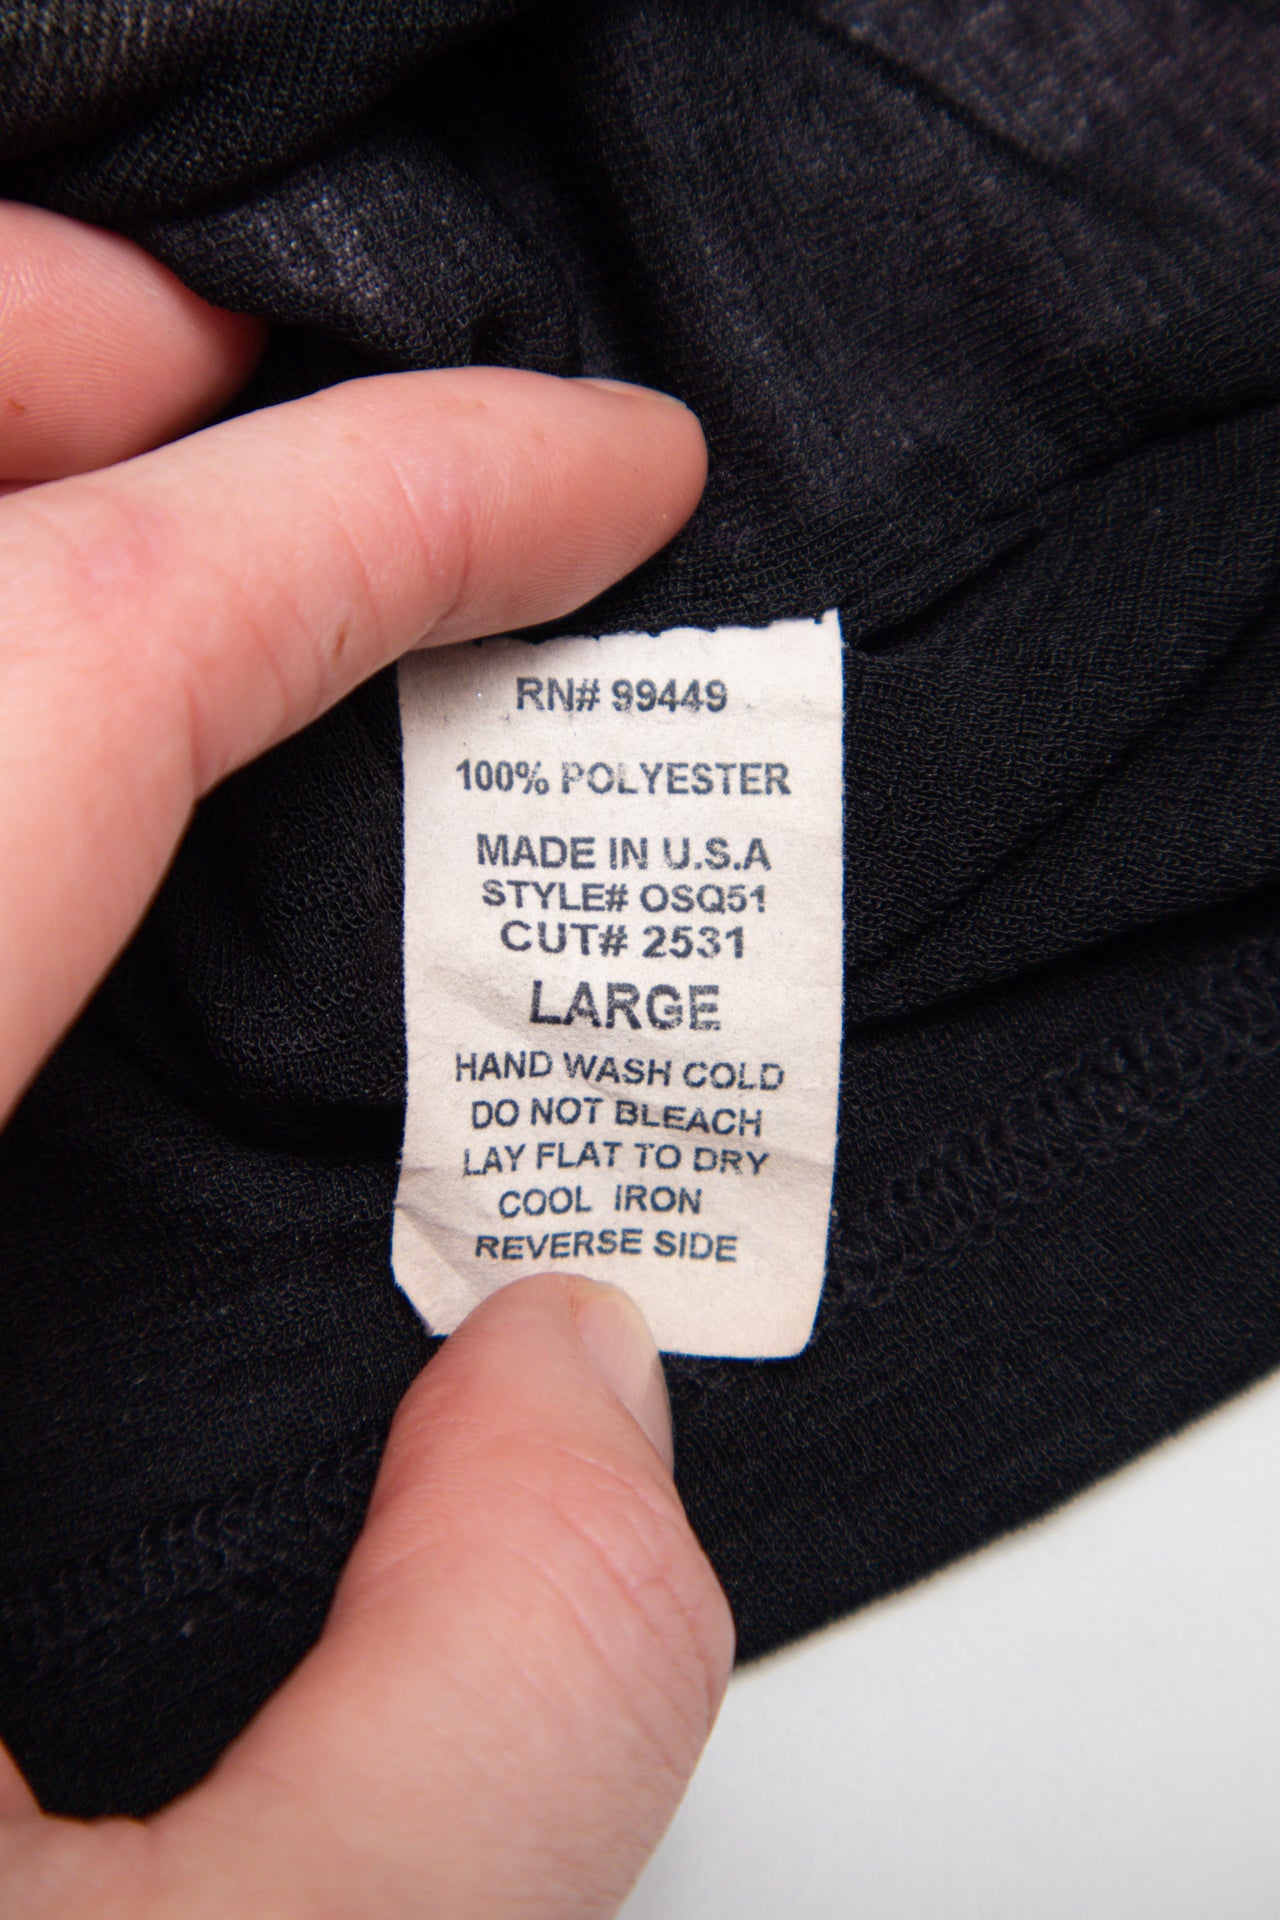 RN# 99449
100% POLYESTER
MADE IN U.S.A
STYLE# OSQ51
CUT# 2531
LARGE
HAND WASH COLD
DO NOT BLEACH
LAY FLAT TO DRY
COOL IRON
REVERSE SIDE